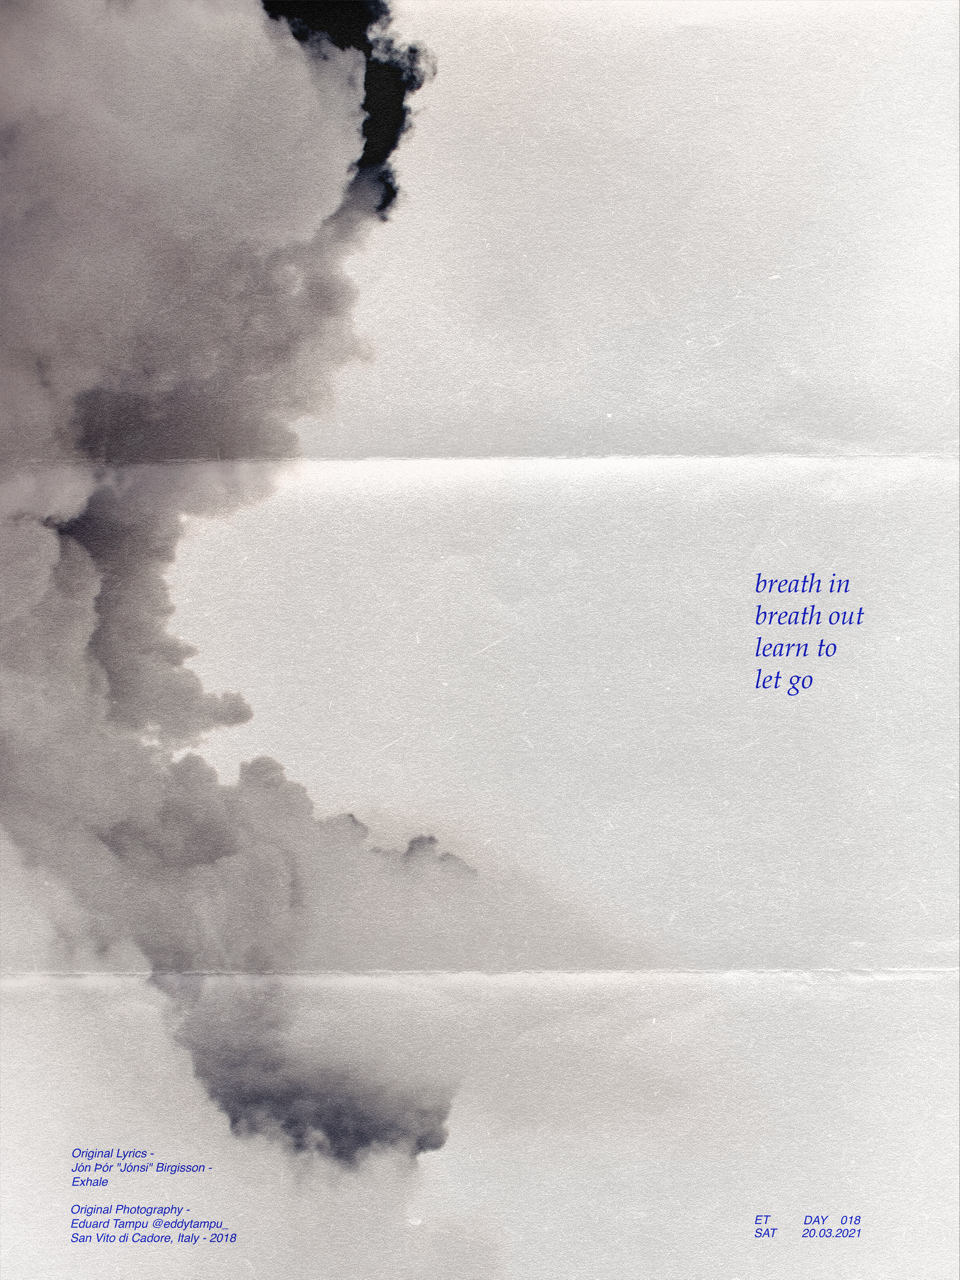 breath in
breath out
learn to
let go
Original Lyrics -
Jón Þór "Jónsi" Birgisson -
Exhale
Original Photography -
Eduard Tampu @eddytampu_
San Vito di Cadore, Italy - 2018
ET DAY 018
SAT 20.03.2021